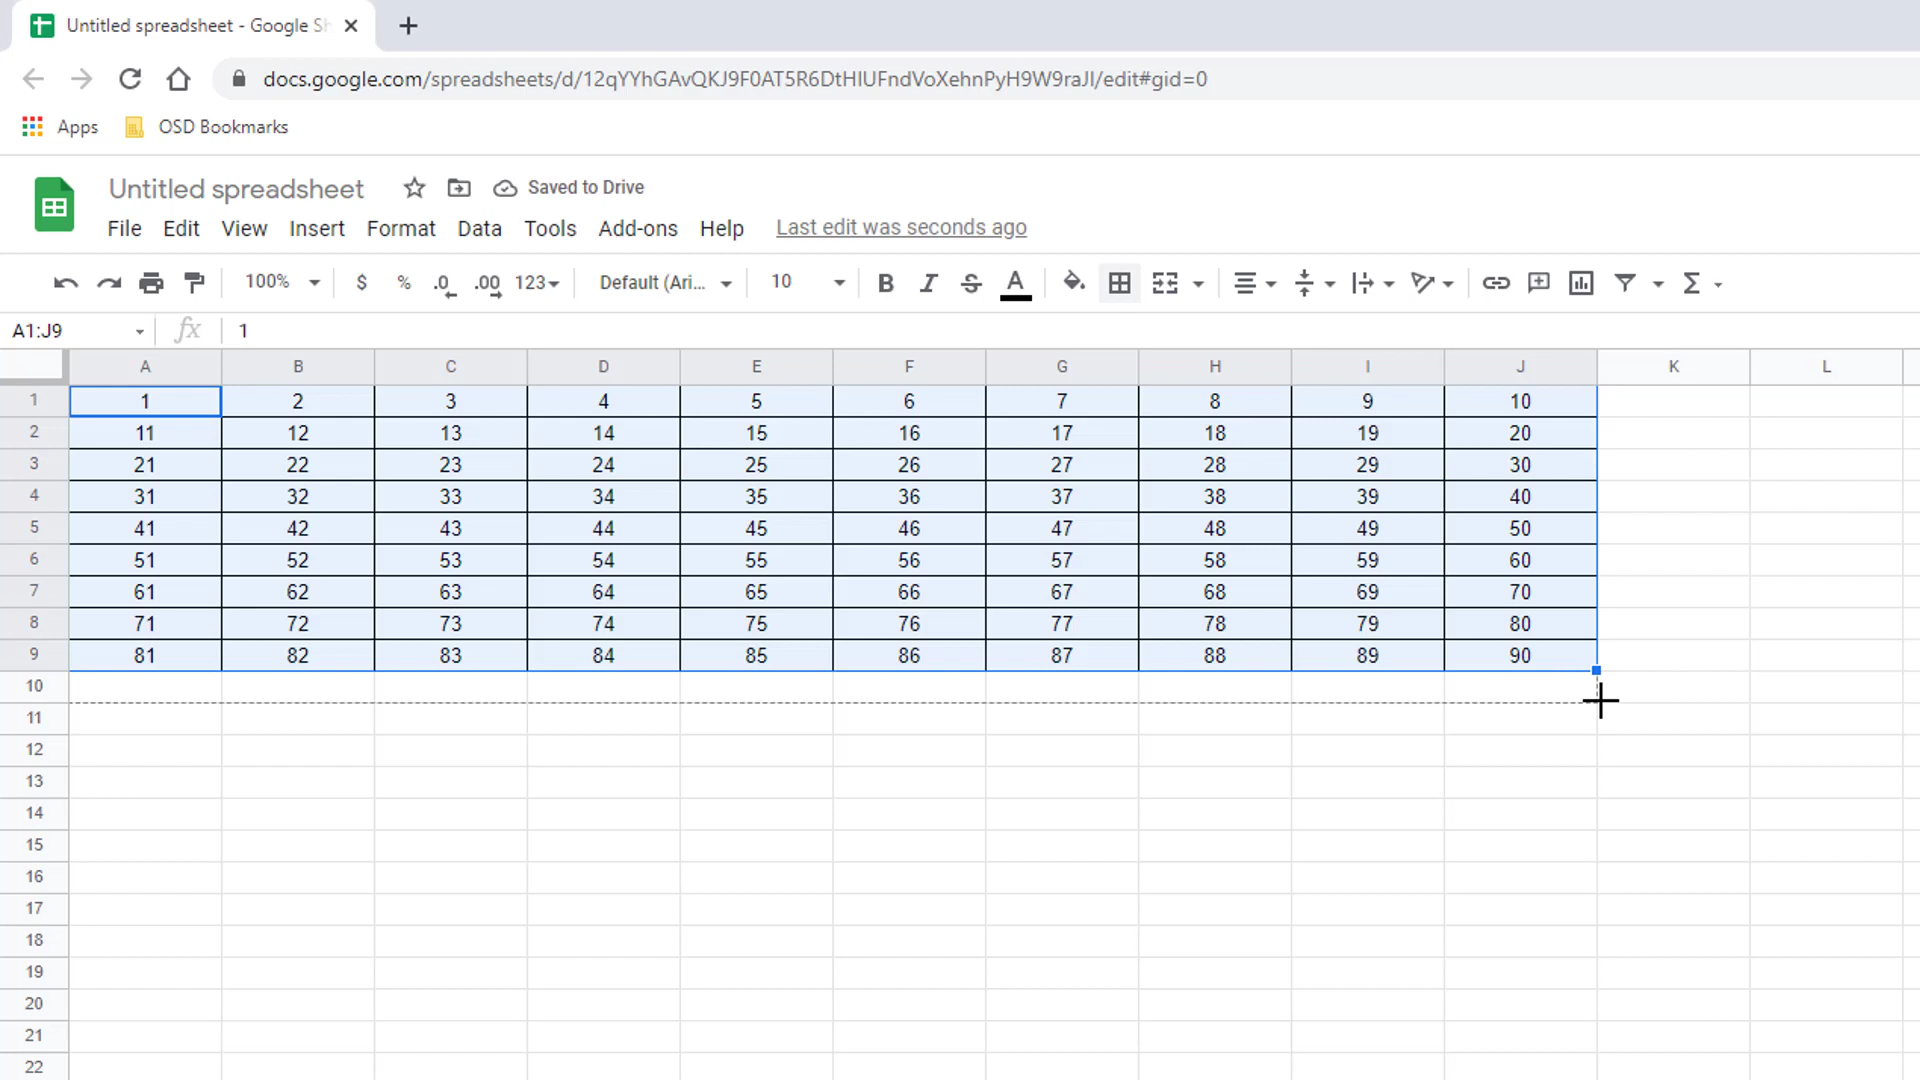 Untitled spreadsheet - Google Sh
docs.google.com/spreadsheets/d/12qYYhGAvQKJ9F0AT5R6DtHIUFndVoXehnPyH9W9raJI/edit#gid=0
Apps OSD Bookmarks
Untitled spreadsheet Saved to Drive
File Edit View Insert Format Data Tools Add-ons Help Last edit was seconds ago
100% $ % .0 .00 123 Default (Ari... 10 B I S A Σ
A1:J9 fx 1
A B C D E F G H I J K L
1 1 2 3 4 5 6 7 8 9 10
2 11 12 13 14 15 16 17 18 19 20
3 21 22 23 24 25 26 27 28 29 30
4 31 32 33 34 35 36 37 38 39 40
5 41 42 43 44 45 46 47 48 49 50
6 51 52 53 54 55 56 57 58 59 60
7 61 62 63 64 65 66 67 68 69 70
8 71 72 73 74 75 76 77 78 79 80
9 81 82 83 84 85 86 87 88 89 90
10
11
12
13
14
15
16
17
18
19
20
21
22